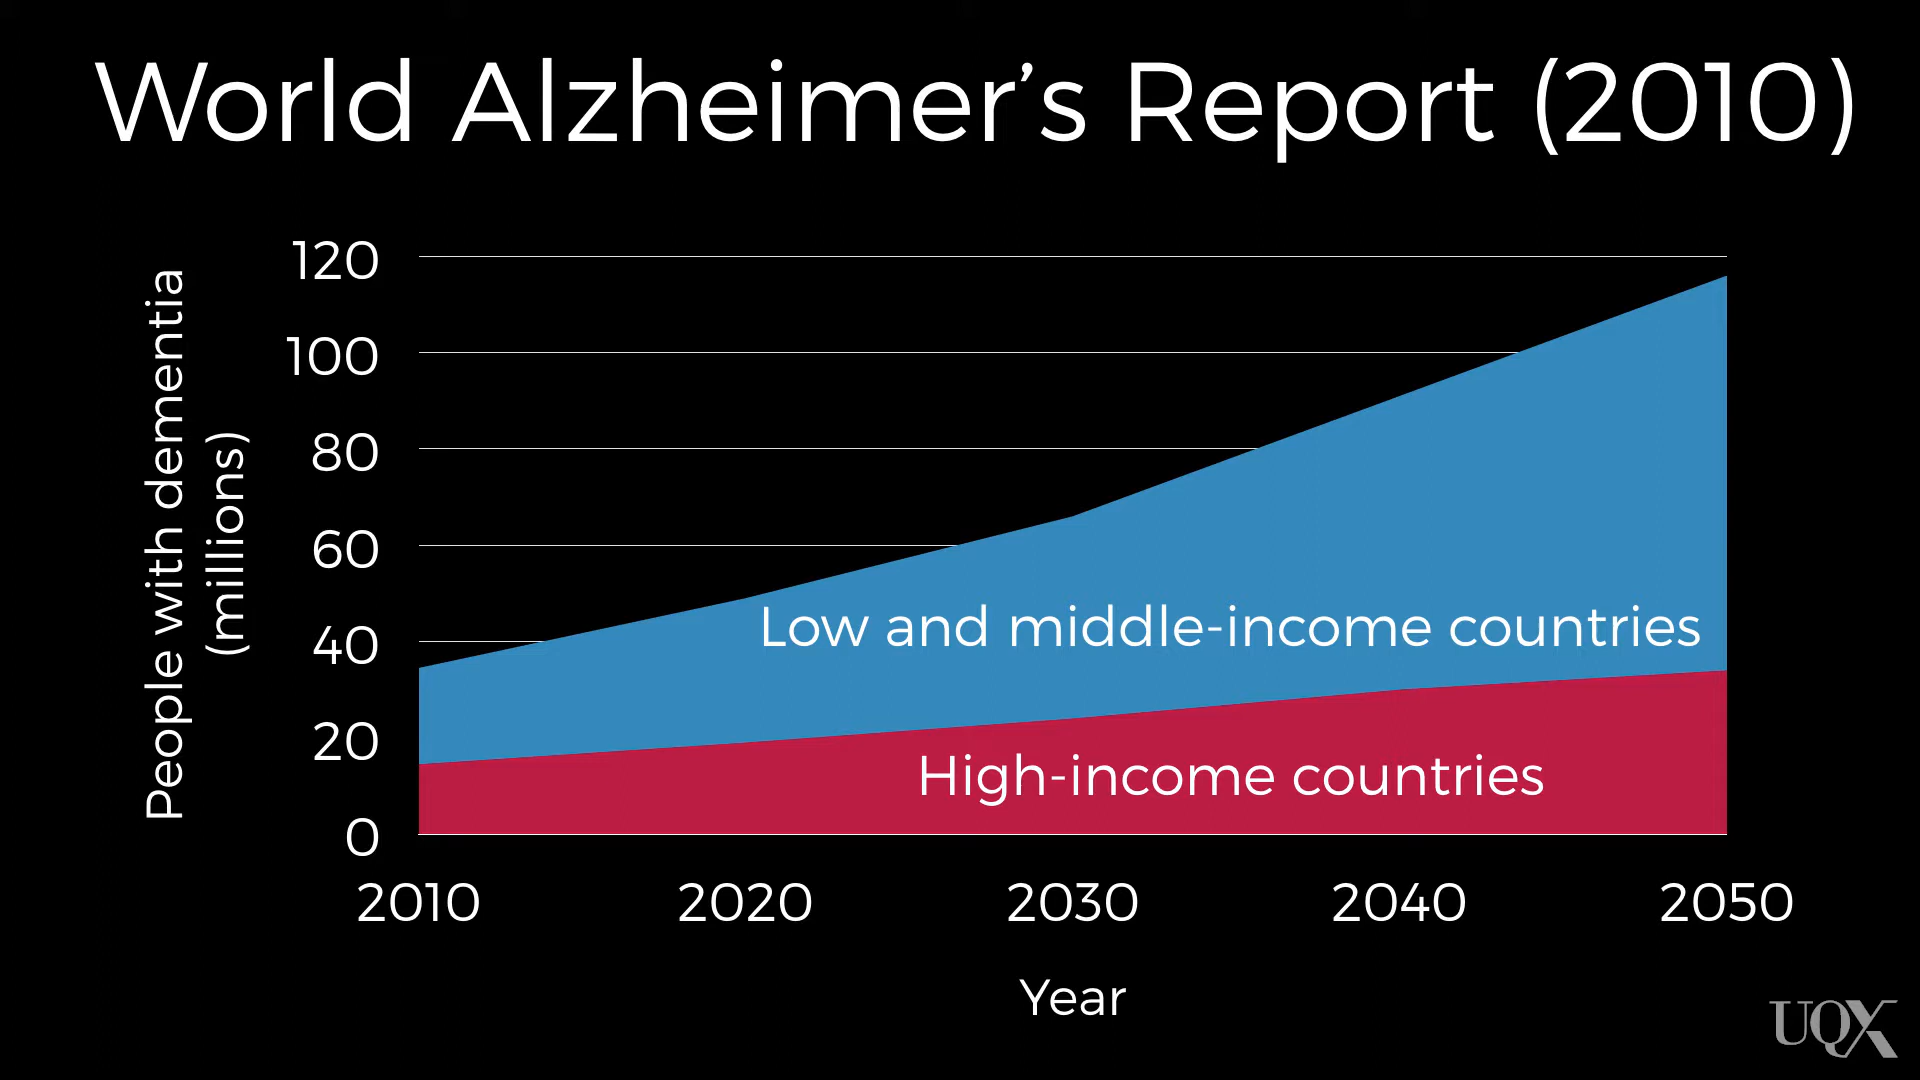 World Alzheimer’s Report (2010)
People with dementia
(millions)
120
100
80
60
40
20
0
Low and middle-income countries
High-income countries
2010 2020 2030 2040 2050
Year
UQX